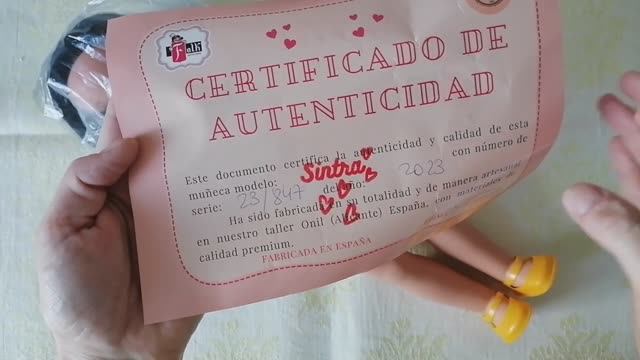 Falk
CERTIFICADO DE
AUTENTICIDAD
Este documento certifica la autenticidad y calidad de esta
muñeca modelo: Sintra con número de
serie: 23/847 del año: 2023
Ha sido fabricada en su totalidad y de manera artesanal
en nuestro taller Onil (Alicante) España, con materiales de
calidad premium.
FABRICADA EN ESPAÑA